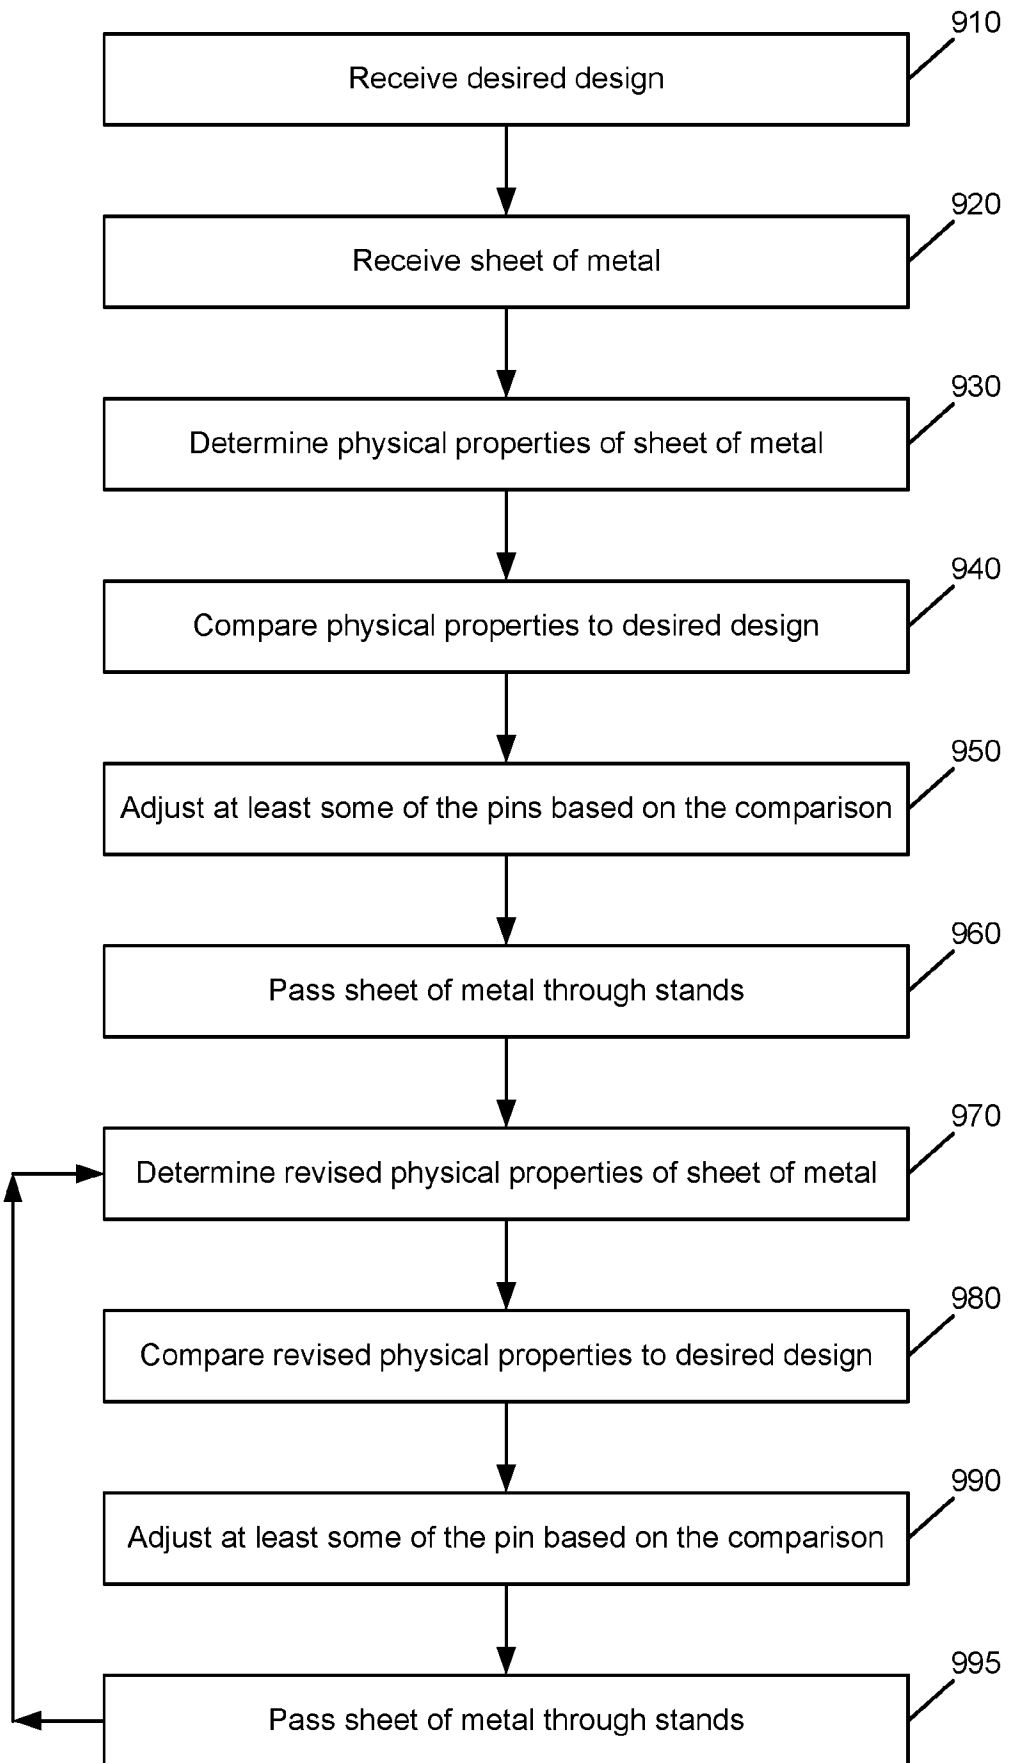 910
Receive desired design
920
Receive sheet of metal
930
Determine physical properties of sheet of metal
940
Compare physical properties to desired design
950
Adjust at least some of the pins based on the comparison
960
Pass sheet of metal through stands
970
Determine revised physical properties of sheet of metal
980
Compare revised physical properties to desired design
990
Adjust at least some of the pin based on the comparison
995
Pass sheet of metal through stands